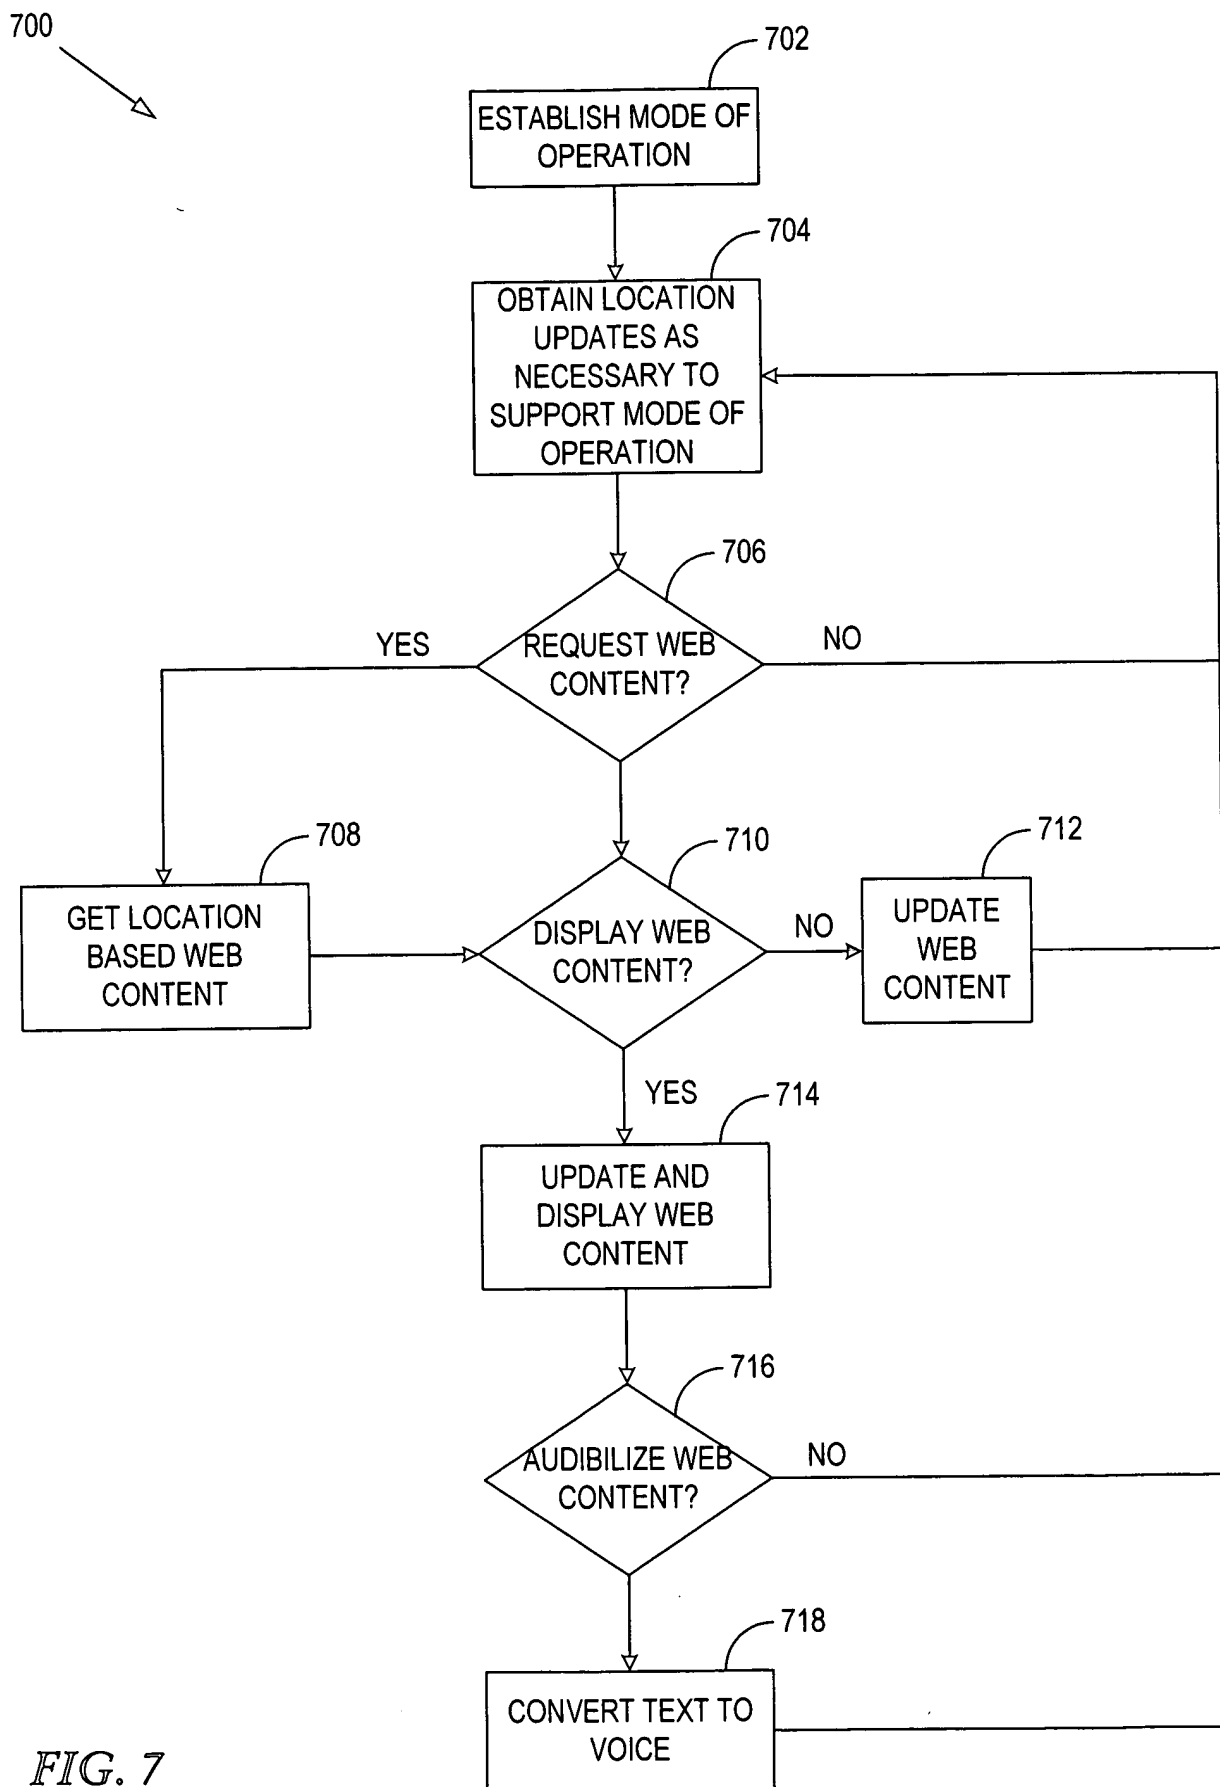 700
702
ESTABLISH MODE OF
OPERATION
704
OBTAIN LOCATION
UPDATES AS
NECESSARY TO
SUPPORT MODE OF
OPERATION
706
YES
REQUEST WEB
CONTENT?
NO
708
GET LOCATION
BASED WEB
CONTENT
710
DISPLAY WEB
CONTENT?
NO
712
UPDATE
WEB
CONTENT
YES
714
UPDATE AND
DISPLAY WEB
CONTENT
716
AUDIBILIZE WEB
CONTENT?
NO
718
CONVERT TEXT TO
VOICE
FIG. 7